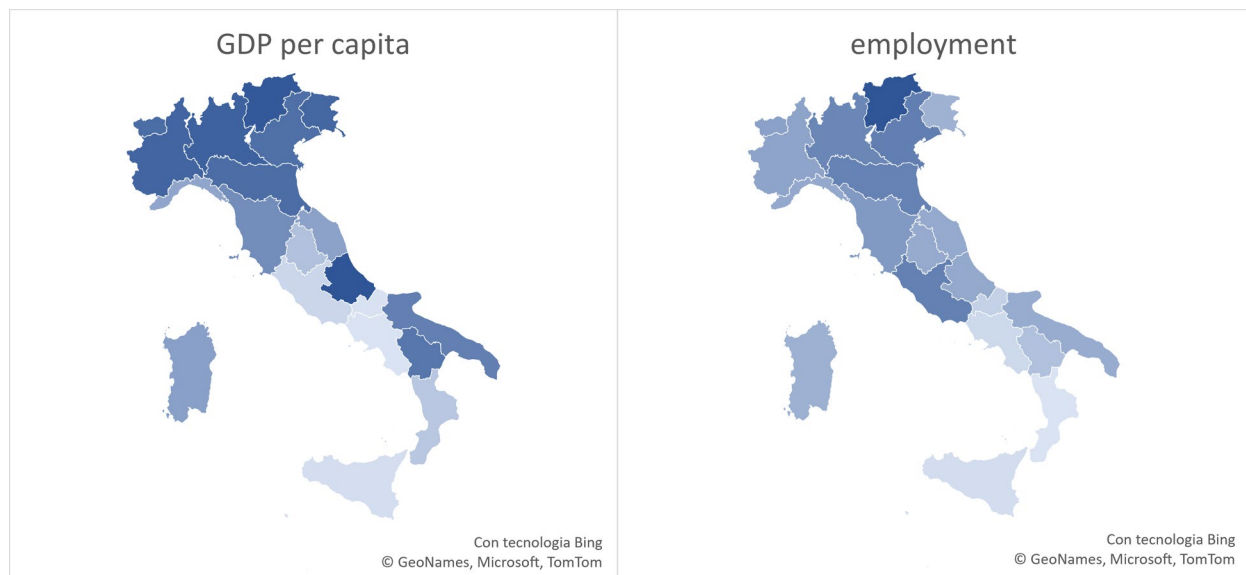 GDP per capita
Con tecnologia Bing
© GeoNames, Microsoft, TomTom
employment
Con tecnologia Bing
© GeoNames, Microsoft, TomTom